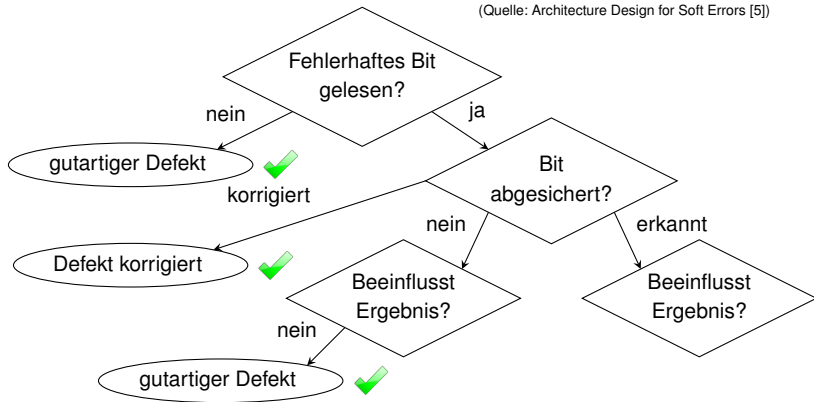 (Quelle: Architecture Design for Soft Errors [5])
Fehlerhaftes Bit
gelesen?
nein
ja
gutartiger Defekt
Bit
abgesichert?
korrigiert
nein
erkannt
Defekt korrigiert
Beeinflusst
Ergebnis?
Beeinflusst
Ergebnis?
nein
gutartiger Defekt